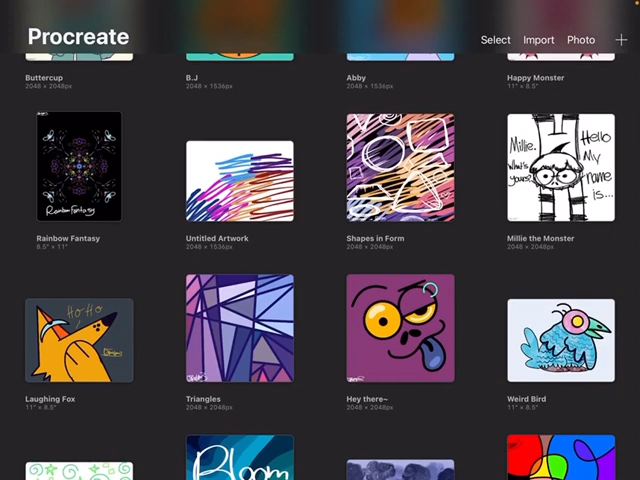 Procreate
Select Import Photo
Buttercup
2048 × 2048px
B.J
2048 × 1536px
Abby
2048 × 1536px
Happy Monster
11" × 8.5"
Rainbow Fantasy
Rainbow Fantasy
8.5" × 11"
Untitled Artwork
2048 × 1536px
Shapes in Form
2048 × 2048px
Millie.
What's
yours?
Hello
My
name
is...
Millie the Monster
2048 × 2048px
HoHo
Laughing Fox
11" × 8.5"
Triangles
2048 × 2048px
Hey there~
2048 × 2048px
Weird Bird
11" × 8.5"
Bloom